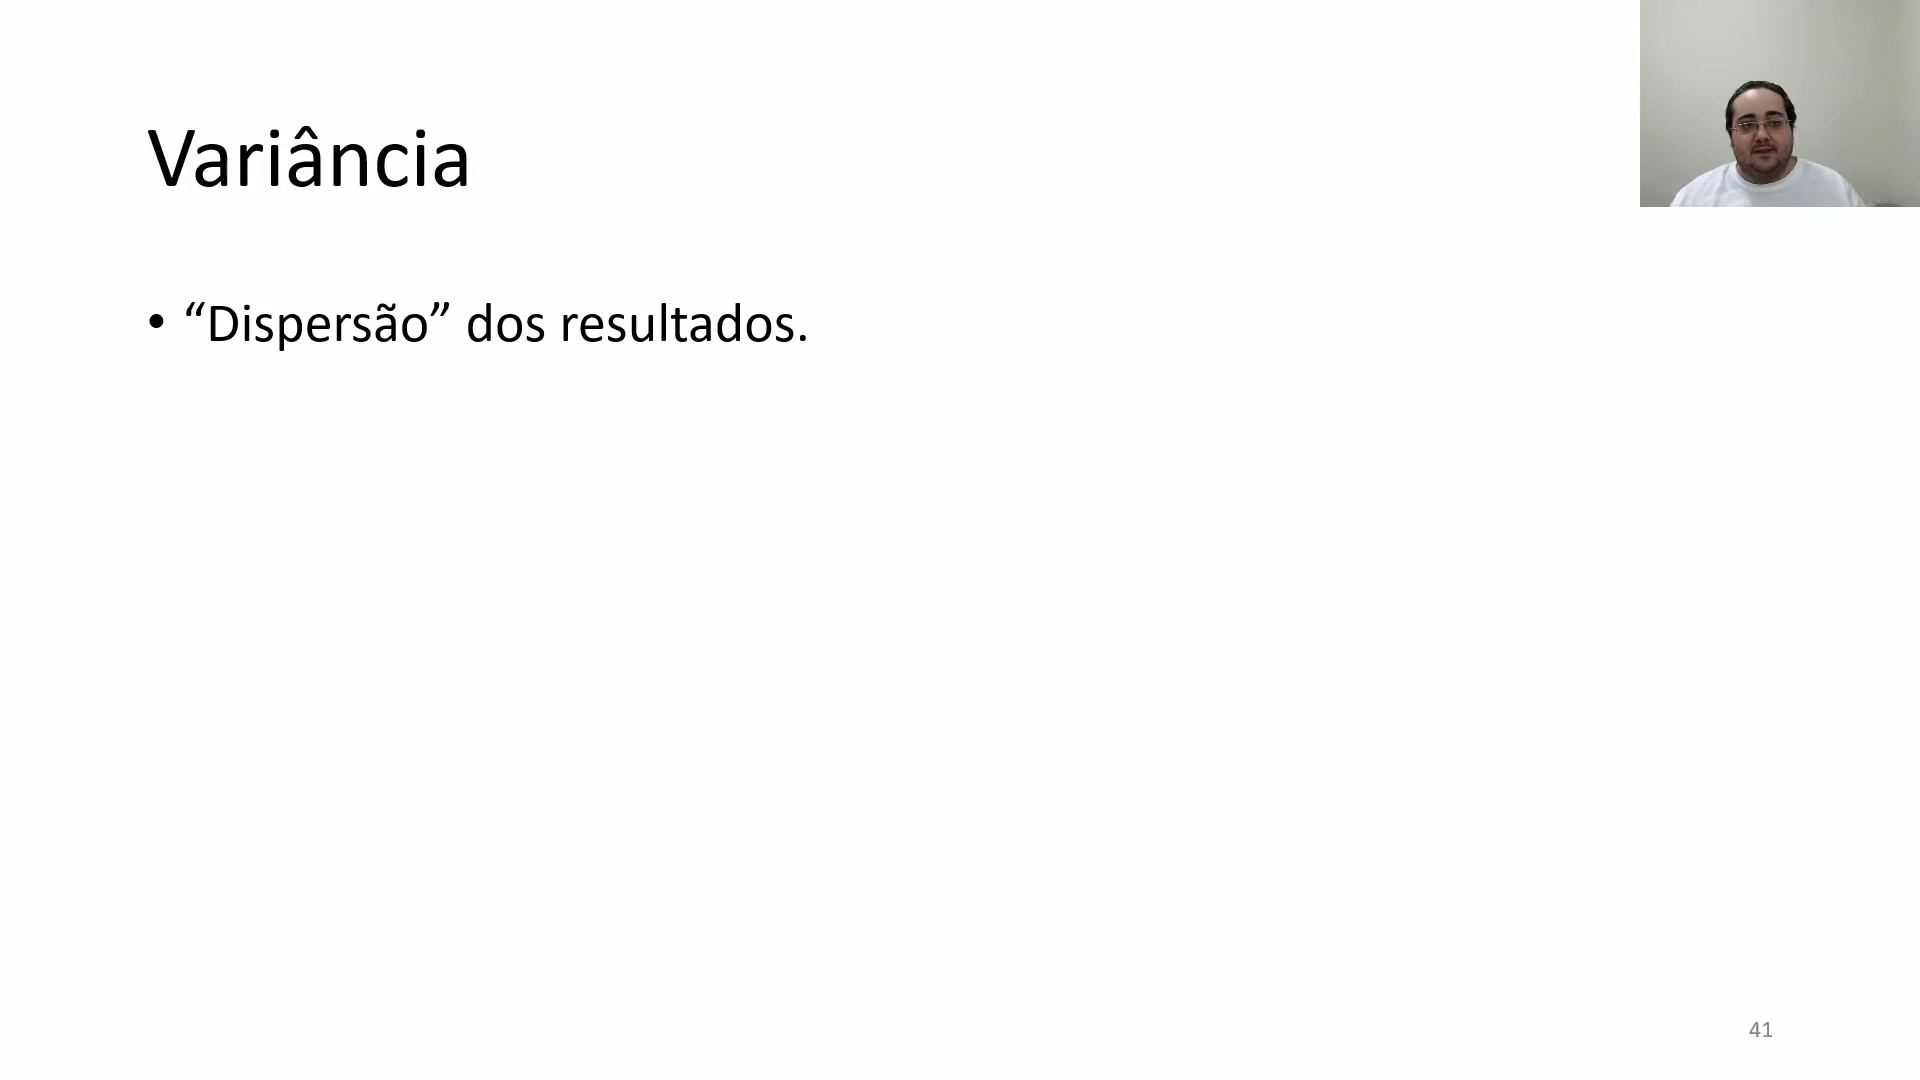 Variância
• “Dispersão” dos resultados.
41